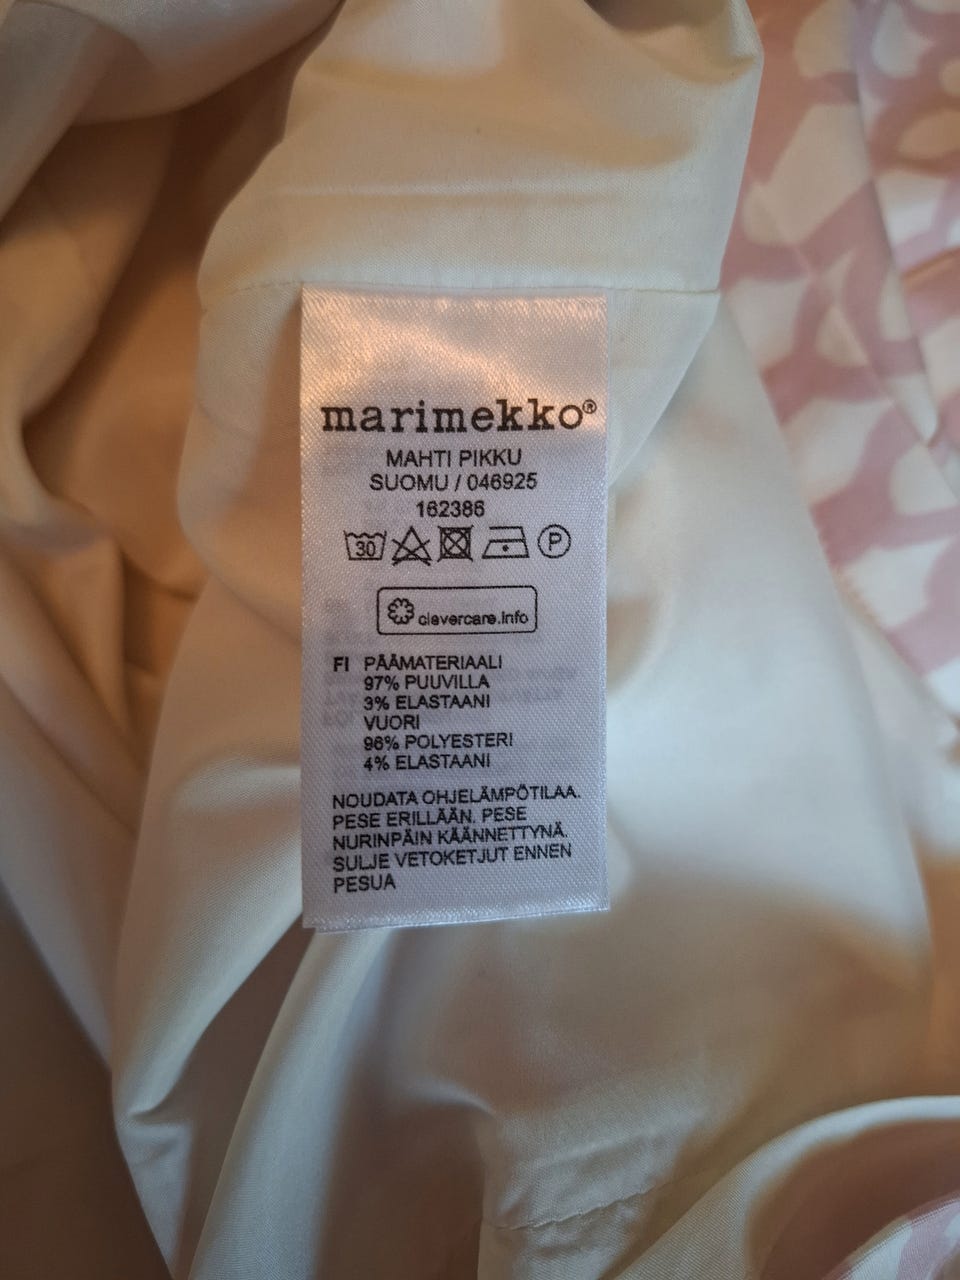 marimekko®
MAHTI PIKKU
SUOMU / 046925
162386
30 P
clevercare.info
FI PÄÄMATERIAALI
97% PUUVILLA
3% ELASTAANI
VUORI
96% POLYESTERI
4% ELASTAANI
NOUDATA OHJELÄMPÖTILAA.
PESE ERILLÄÄN. PESE
NURINPÄIN KÄÄNNETTYNÄ.
SULJE VETOKETJUT ENNEN
PESUA